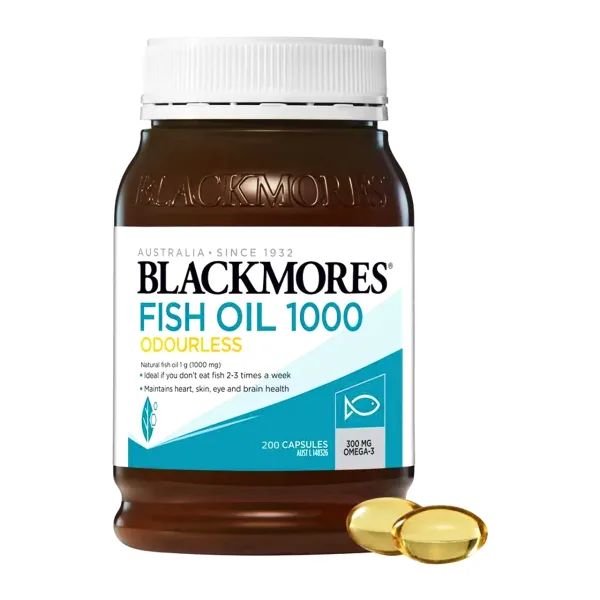 BLACKMORES
AUSTRALIA • SINCE 1932
BLACKMORES®
FISH OIL 1000
ODOURLESS
Natural fish oil 1 g (1000 mg)
• Ideal if you don't eat fish 2-3 times a week
• Maintains heart, skin, eye and brain health
200 CAPSULES
AUST L 148326
300 MG
OMEGA-3